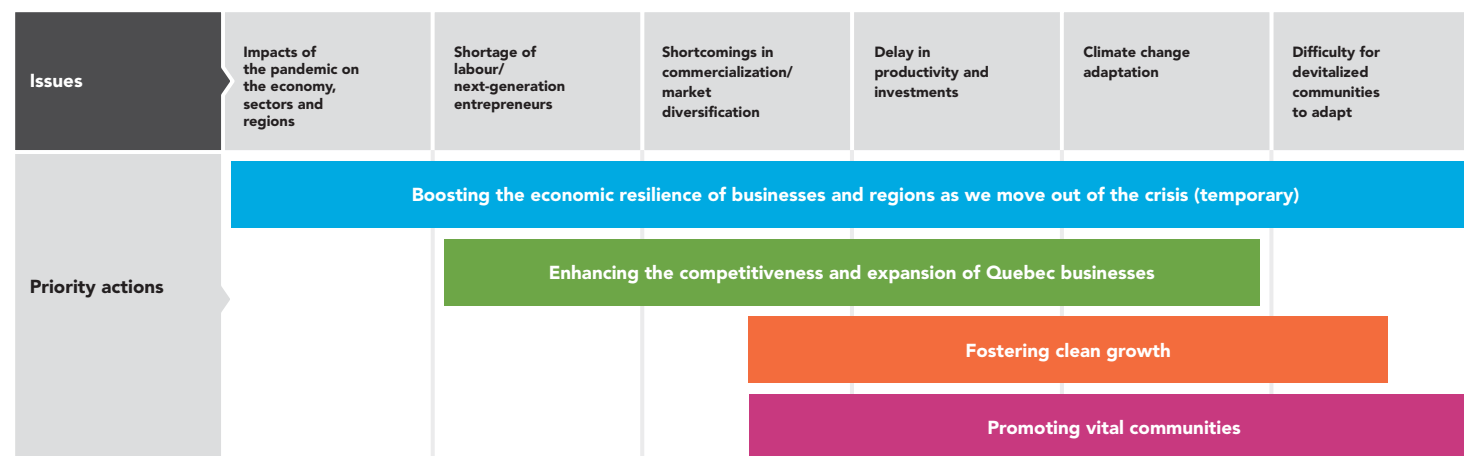 Issues
Impacts of
the pandemic on
the economy,
sectors and
regions
Shortage of
labour/
next-generation
entrepreneurs
Shortcomings in
commercialization/
market
diversification
Delay in
productivity and
investments
Climate change
adaptation
Difficulty for
devitalized
communities
to adapt
Priority actions
Boosting the economic resilience of businesses and regions as we move out of the crisis (temporary)
Enhancing the competitiveness and expansion of Quebec businesses
Fostering clean growth
Promoting vital communities